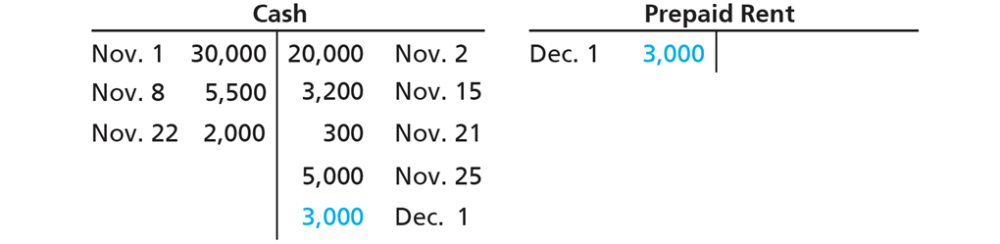 Cash Prepaid Rent
Nov. 1 30,000 20,000 Nov. 2 Dec. 1 3,000
Nov. 8 5,500 3,200 Nov. 15
Nov. 22 2,000 300 Nov. 21
5,000 Nov. 25
3,000 Dec. 1